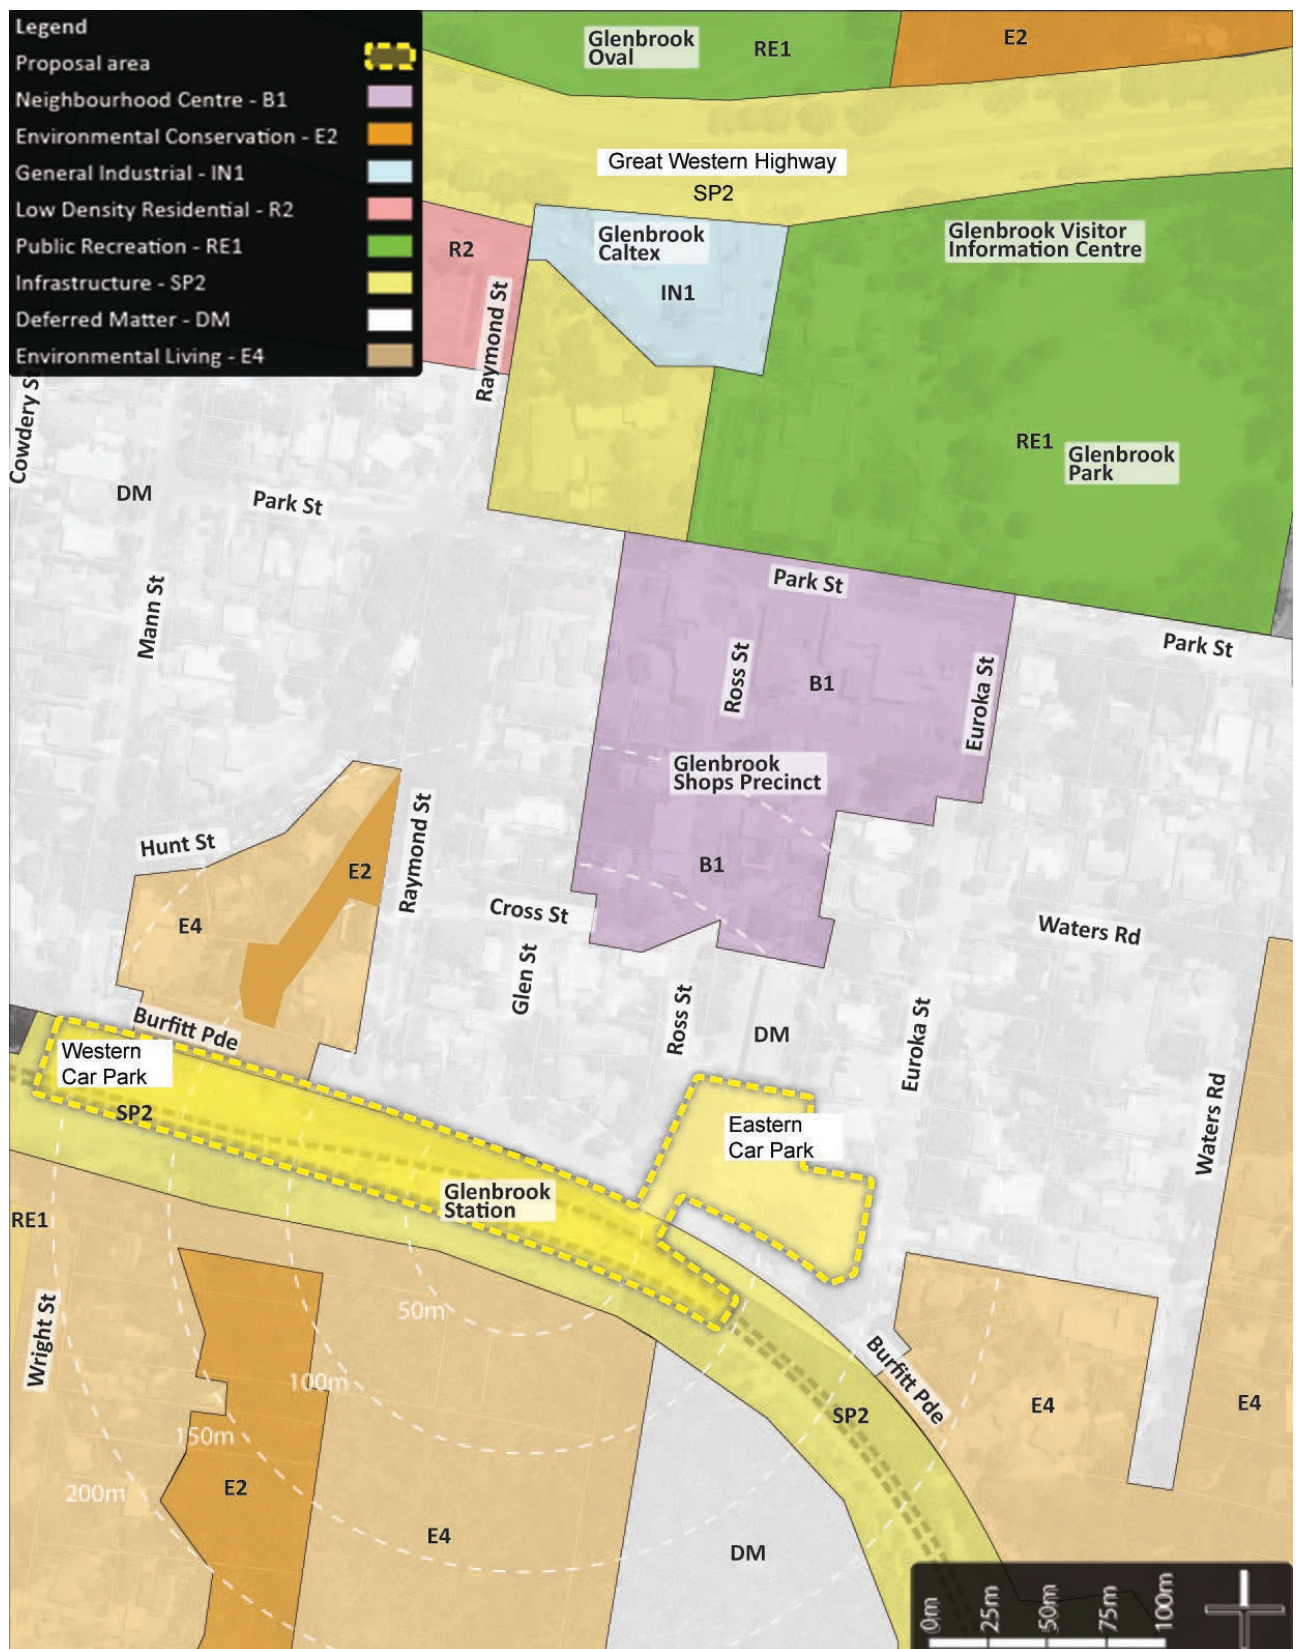 Legend
Proposal area
Neighbourhood Centre - B1
Environmental Conservation - E2
General Industrial - IN1
Low Density Residential - R2
Public Recreation - RE1
Infrastructure - SP2
Deferred Matter - DM
Environmental Living - E4
Glenbrook
Oval
RE1
E2
Great Western Highway
SP2
R2
Glenbrook
Caltex
IN1
Glenbrook Visitor
Information Centre
Raymond St
Cowdery St
RE1
Glenbrook
Park
DM
Park St
Park St
Park St
Mann St
Ross St
B1
Euroka St
Glenbrook
Shops Precinct
Hunt St
E2
Raymond St
B1
E4
Cross St
Waters Rd
Glen St
Ross St
DM
Euroka St
Burfitt Pde
Western
Car Park
SP2
Eastern
Car Park
Waters Rd
Glenbrook
Station
RE1
50m
Wright St
100m
Burfitt Pde
150m
SP2
E4
E4
200m
E2
E4
DM
0m
25m
50m
75m
100m